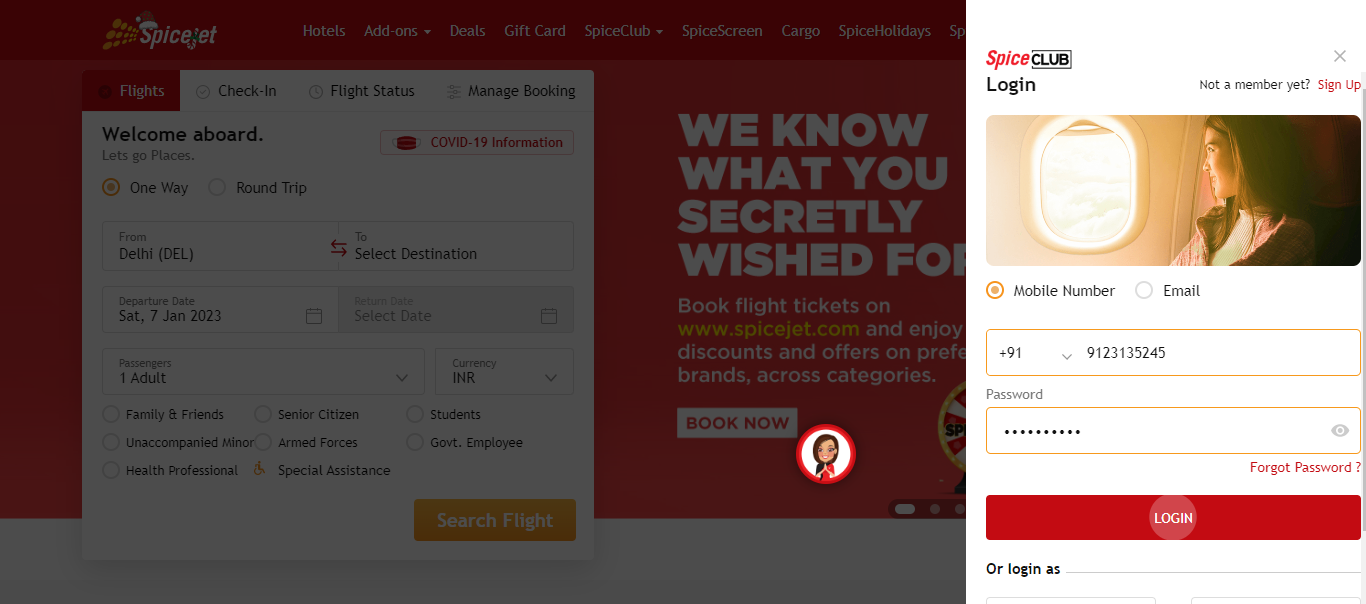 spicejet
Hotels Add-ons Deals Gift Card SpiceClub SpiceScreen Cargo SpiceHolidays Sp
Flights Check-In Flight Status Manage Booking
Welcome aboard.
Lets go Places.
COVID-19 Information
One Way Round Trip
From
Delhi (DEL)
To
Select Destination
Departure Date
Sat, 7 Jan 2023
Return Date
Select Date
Passengers
1 Adult
Currency
INR
Family & Friends Senior Citizen Students
Unaccompanied Minor Armed Forces Govt. Employee
Health Professional Special Assistance
Search Flight
WE KNOW
WHAT YOU
SECRETLY
WISHED FOR
Book flight tickets on
www.spicejet.com and enjoy
discounts and offers on prefe
brands, across categories.
BOOK NOW
SPI
Spice CLUB
Login
Not a member yet? Sign Up
Mobile Number Email
+91 9123135245
Password
••••••••••
Forgot Password ?
LOGIN
Or login as